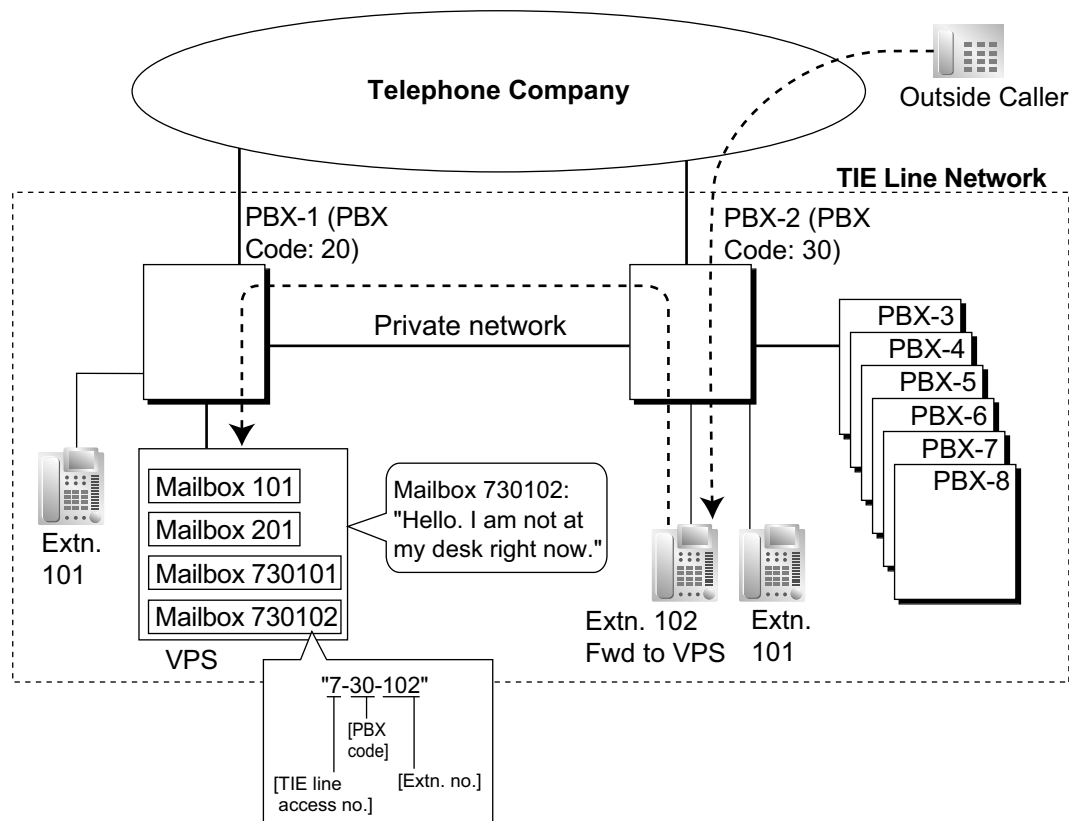 Telephone Company
Outside Caller
TIE Line Network
PBX-1 (PBX
Code: 20)
PBX-2 (PBX
Code: 30)
Private network
PBX-3
PBX-4
PBX-5
PBX-6
PBX-7
PBX-8
Extn.
101
Mailbox 101
Mailbox 201
Mailbox 730101
Mailbox 730102
VPS
Mailbox 730102:
"Hello. I am not at
my desk right now."
Extn. 102
Fwd to VPS
Extn.
101
"7-30-102"
[PBX
code]
[TIE line
access no.]
[Extn. no.]